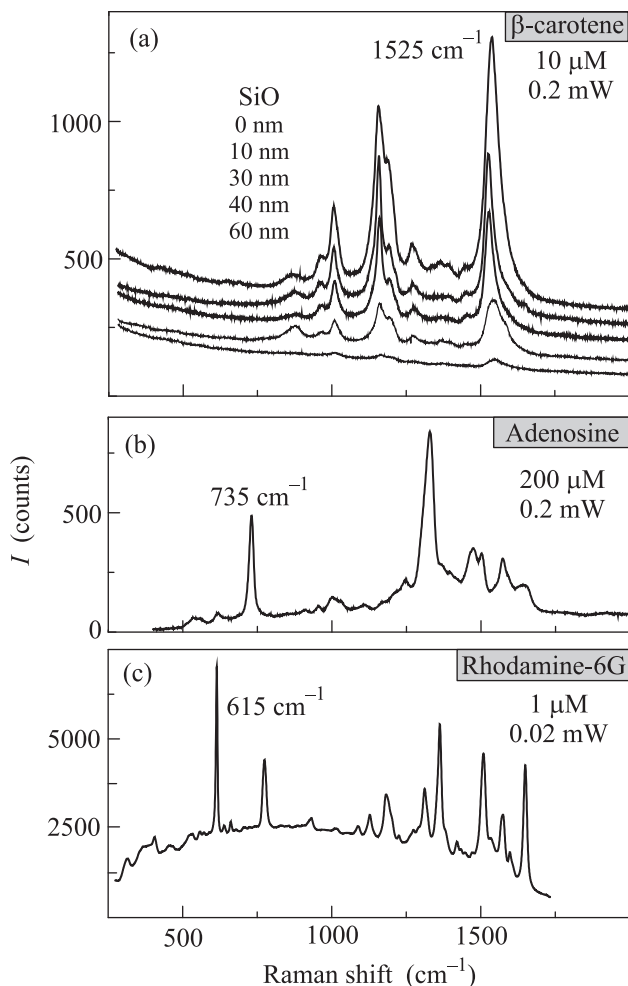 (a)
β-carotene
1525 cm⁻¹
10 μM
0.2 mW
SiO
0 nm
10 nm
30 nm
40 nm
60 nm
1000
500
(b)
Adenosine
735 cm⁻¹
200 μM
0.2 mW
500
0
I (counts)
(c)
Rhodamine-6G
615 cm⁻¹
1 μM
0.02 mW
5000
2500
500 1000 1500
Raman shift (cm⁻¹)